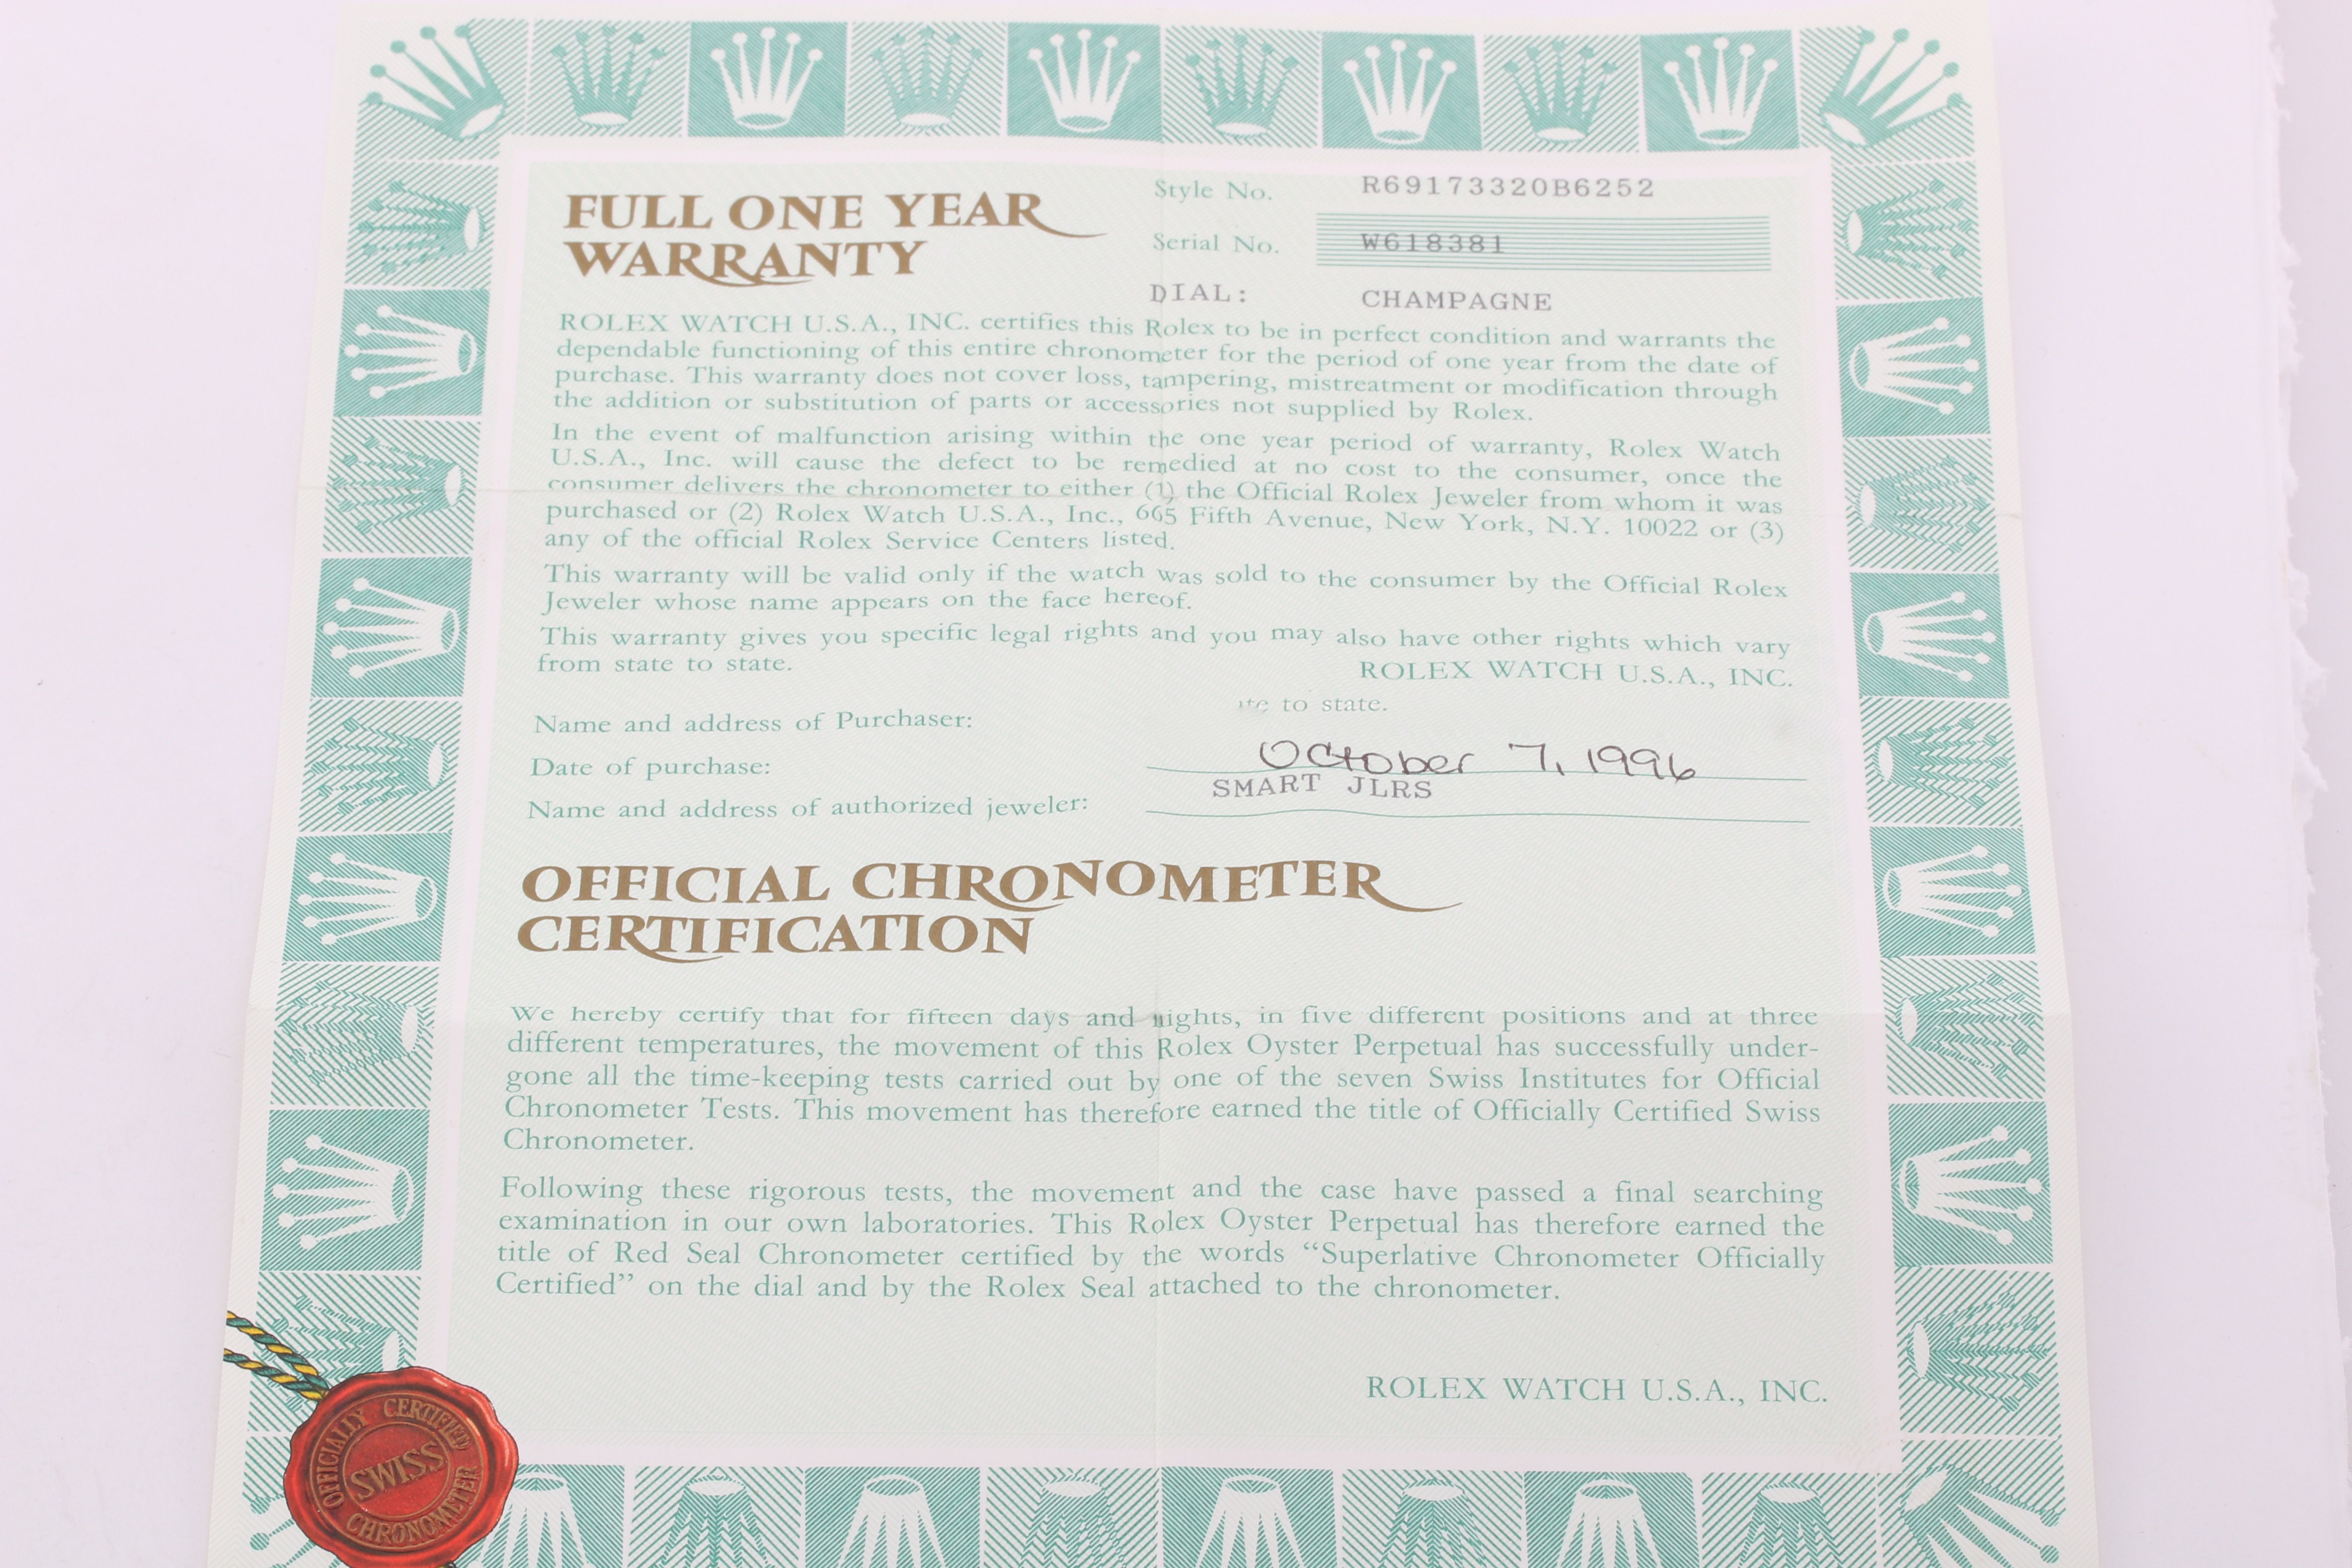 FULL ONE YEAR
WARRANTY
Style No. R69173320B6252
Serial No. W618381
DIAL: CHAMPAGNE
ROLEX WATCH U.S.A., INC. certifies this Rolex to be in perfect condition and warrants the
dependable functioning of this entire chronometer for the period of one year from the date of
purchase. This warranty does not cover loss, tampering, mistreatment or modification through
the addition or substitution of parts or accessories not supplied by Rolex.
In the event of malfunction arising within the one year period of warranty, Rolex Watch
U.S.A., Inc. will cause the defect to be remedied at no cost to the consumer, once the
consumer delivers the chronometer to either (1) the Official Rolex Jeweler from whom it was
purchased or (2) Rolex Watch U.S.A., Inc., 665 Fifth Avenue, New York, N.Y. 10022 or (3)
any of the official Rolex Service Centers listed.
This warranty will be valid only if the watch was sold to the consumer by the Official Rolex
Jeweler whose name appears on the face hereof.
This warranty gives you specific legal rights and you may also have other rights which vary
from state to state.
ROLEX WATCH U.S.A., INC.
to state.
Name and address of Purchaser:
Date of purchase: October 7, 1996
SMART JLRS
Name and address of authorized jeweler:
OFFICIAL CHRONOMETER
CERTIFICATION
We hereby certify that for fifteen days and nights, in five different positions and at three
different temperatures, the movement of this Rolex Oyster Perpetual has successfully under-
gone all the time-keeping tests carried out by one of the seven Swiss Institutes for Official
Chronometer Tests. This movement has therefore earned the title of Officially Certified Swiss
Chronometer.
Following these rigorous tests, the movement and the case have passed a final searching
examination in our own laboratories. This Rolex Oyster Perpetual has therefore earned the
title of Red Seal Chronometer certified by the words “Superlative Chronometer Officially
Certified” on the dial and by the Rolex Seal attached to the chronometer.
ROLEX WATCH U.S.A., INC.
OFFICIALLY CERTIFIED
SWISS
CHRONOMETER